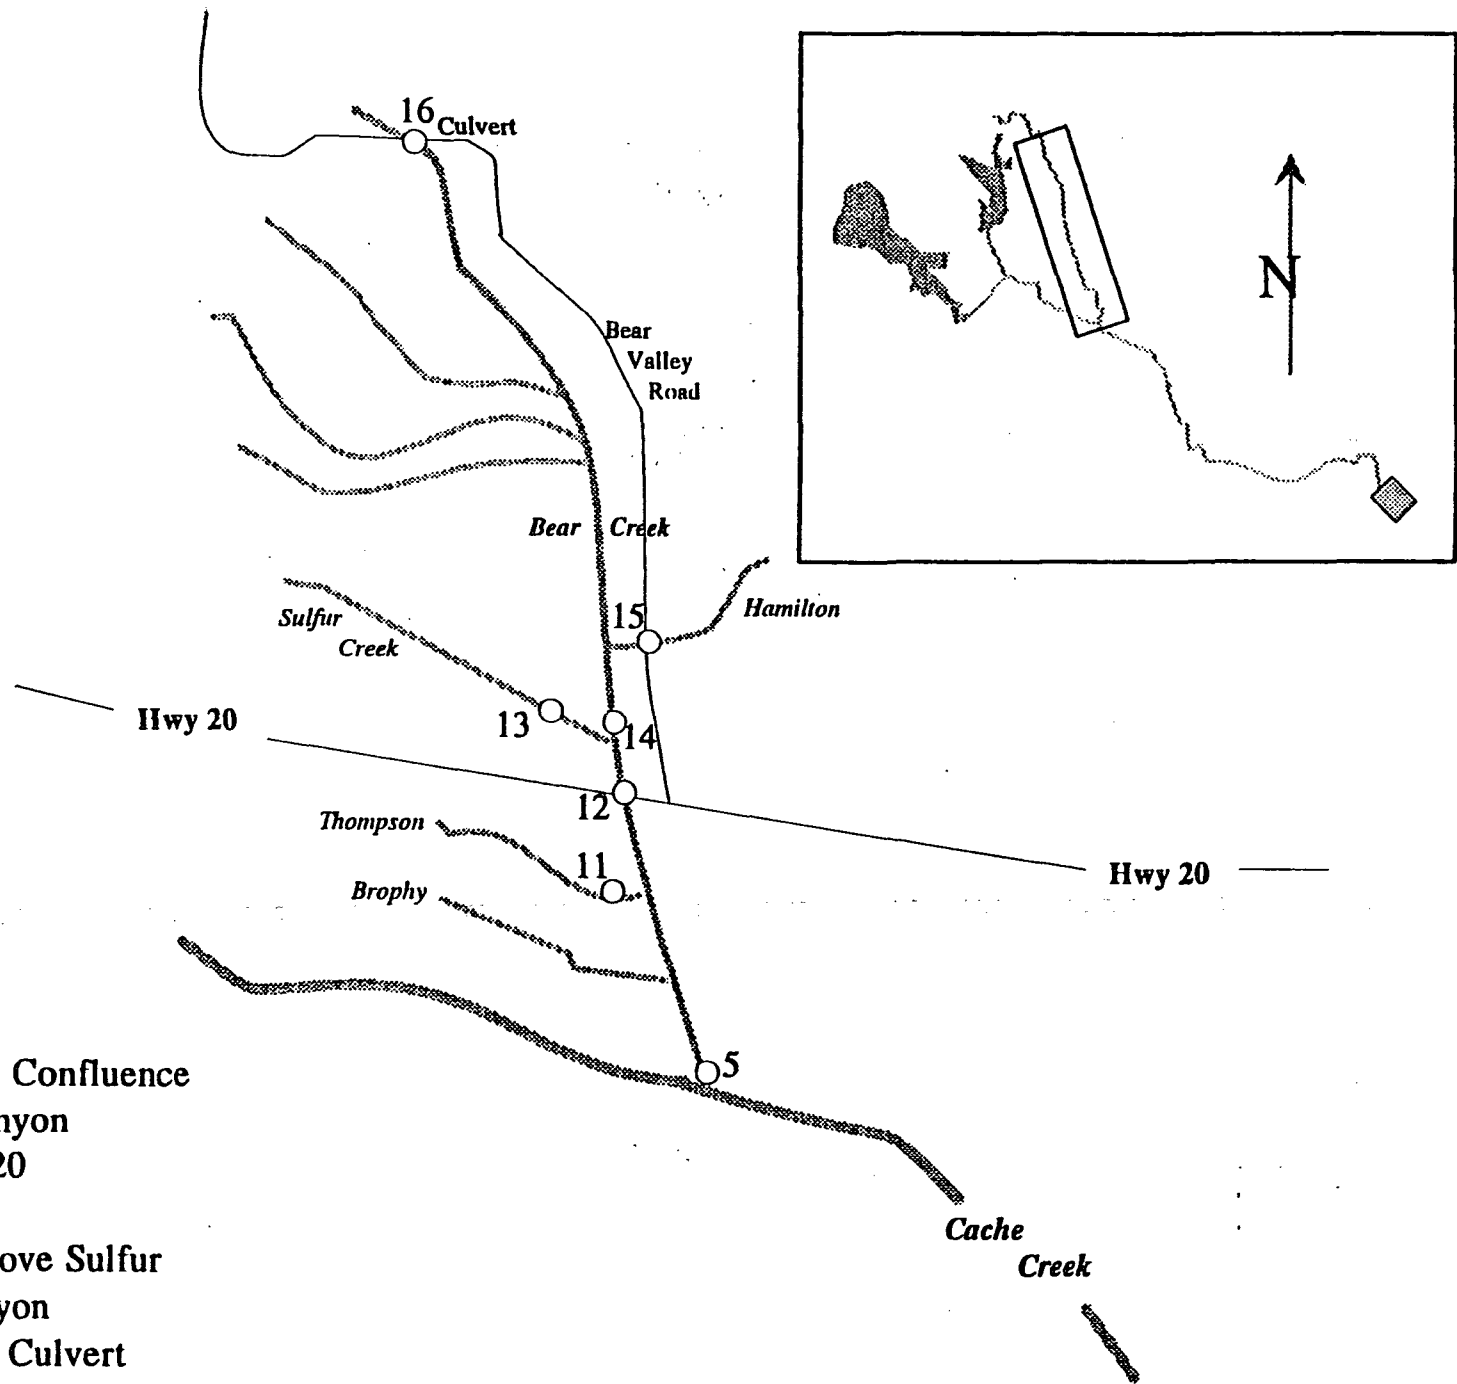 16
Culvert
N
Bear
Valley
Road
Bear Creek
Sulfur
Creek
15
Hamilton
13
14
Hwy 20
12
Thompson
11
Brophy
Hwy 20
5
Confluence
nyon
20
ove Sulfur
yon
Culvert
Cache
Creek